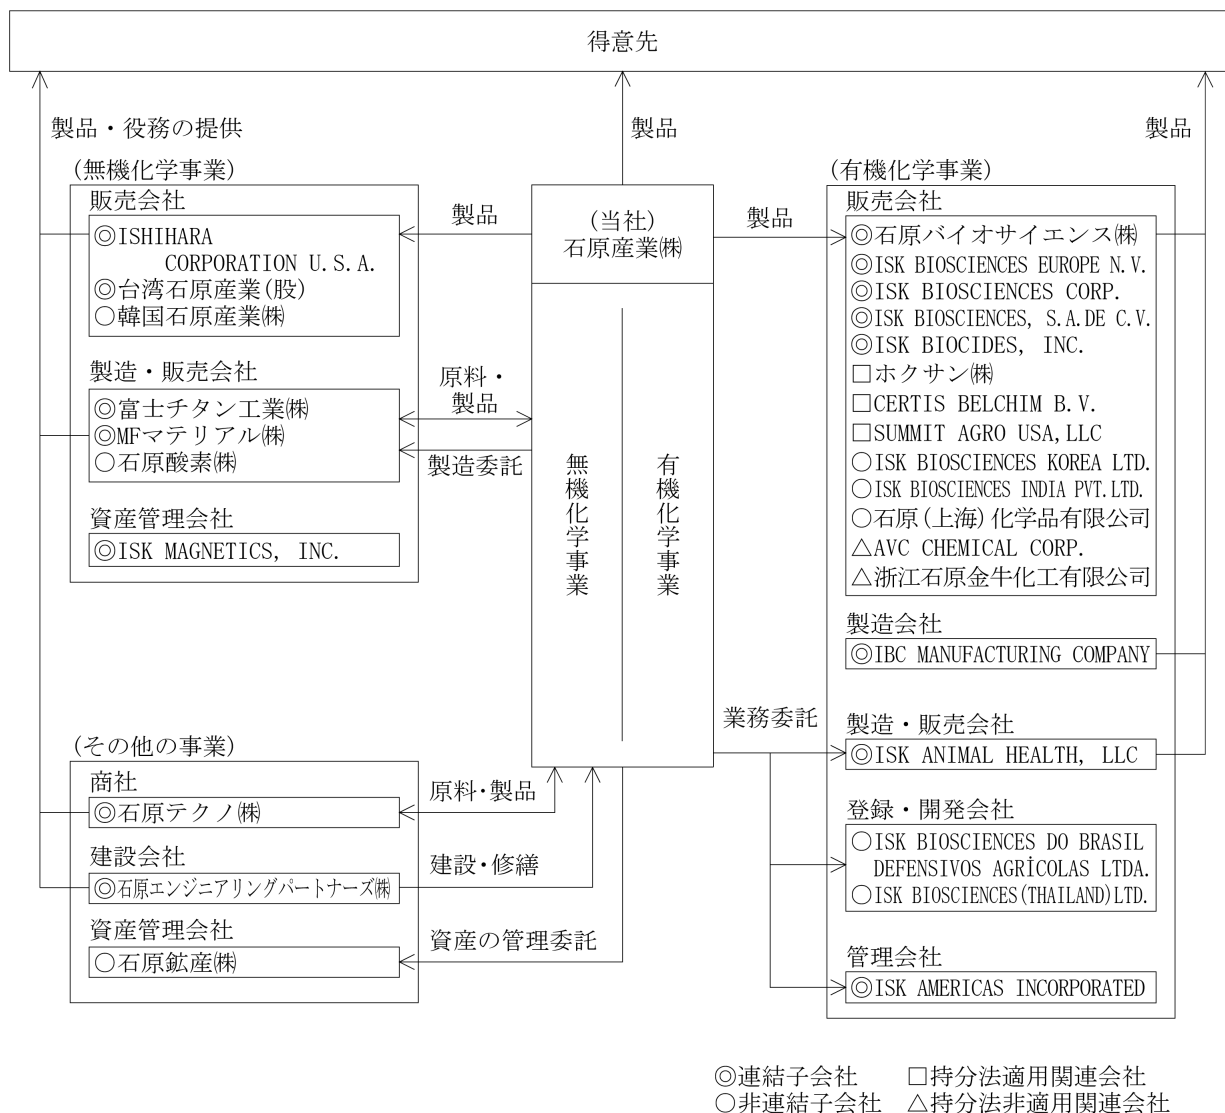 得意先
製品・役務の提供
製品
製品
(無機化学事業)
販売会社
◎ISHIHARA
CORPORATION U.S.A.
◎台湾石原産業(股)
○韓国石原産業㈱
製造・販売会社
◎富士チタン工業㈱
◎MFマテリアル㈱
○石原酸素㈱
資産管理会社
◎ISK MAGNETICS, INC.
製品
原料・
製品
製造委託
(当社)
石原産業㈱
無機化学事業
有機化学事業
製品
業務委託
(有機化学事業)
販売会社
◎石原バイオサイエンス㈱
◎ISK BIOSCIENCES EUROPE N.V.
◎ISK BIOSCIENCES CORP.
◎ISK BIOSCIENCES, S.A.DE C.V.
◎ISK BIOCIDES, INC.
□ホクサン㈱
□CERTIS BELCHIM B.V.
□SUMMIT AGRO USA,LLC
○ISK BIOSCIENCES KOREA LTD.
○ISK BIOSCIENCES INDIA PVT.LTD.
○石原(上海)化学品有限公司
△AVC CHEMICAL CORP.
△浙江石原金牛化工有限公司
製造会社
◎IBC MANUFACTURING COMPANY
製造・販売会社
◎ISK ANIMAL HEALTH, LLC
登録・開発会社
○ISK BIOSCIENCES DO BRASIL
DEFENSIVOS AGRÍCOLAS LTDA.
○ISK BIOSCIENCES(THAILAND)LTD.
管理会社
◎ISK AMERICAS INCORPORATED
(その他の事業)
商社
◎石原テクノ㈱
建設会社
◎石原エンジニアリングパートナーズ㈱
資産管理会社
○石原鉱産㈱
原料・製品
建設・修繕
資産の管理委託
◎連結子会社 □持分法適用関連会社
○非連結子会社 △持分法非適用関連会社